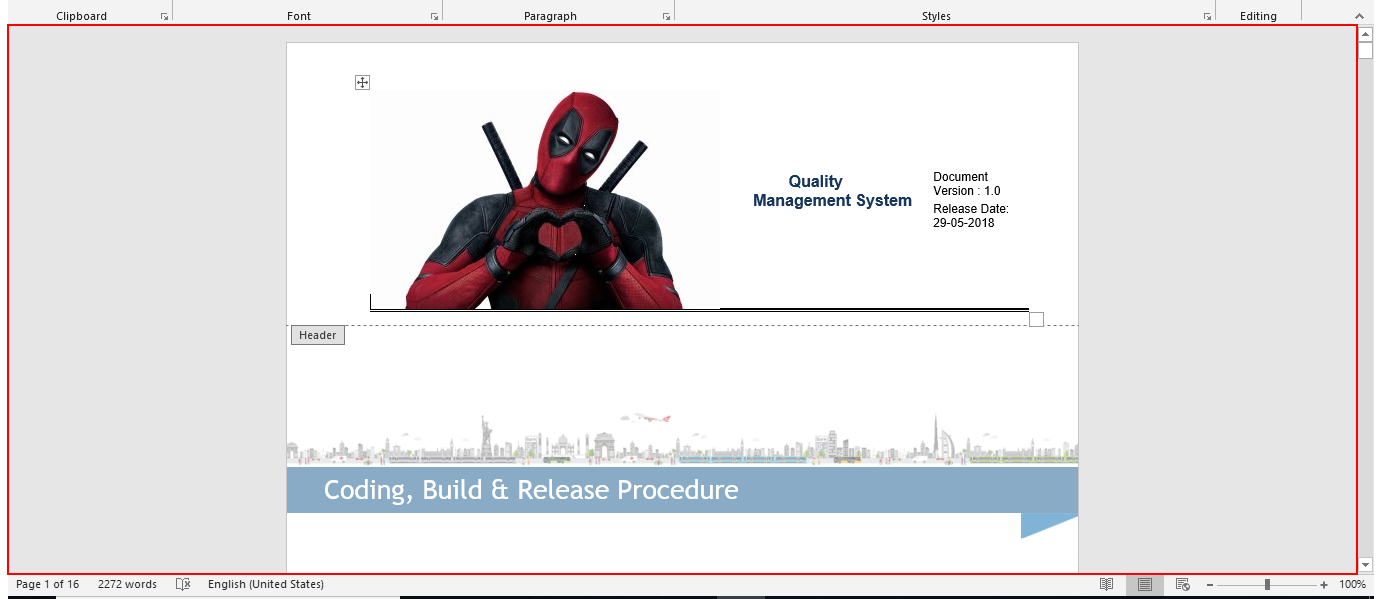 Clipboard Font Paragraph Styles Editing
Quality
Management System
Document
Version : 1.0
Release Date:
29-05-2018
Header
Coding, Build & Release Procedure
Page 1 of 16 2272 words English (United States) 100%